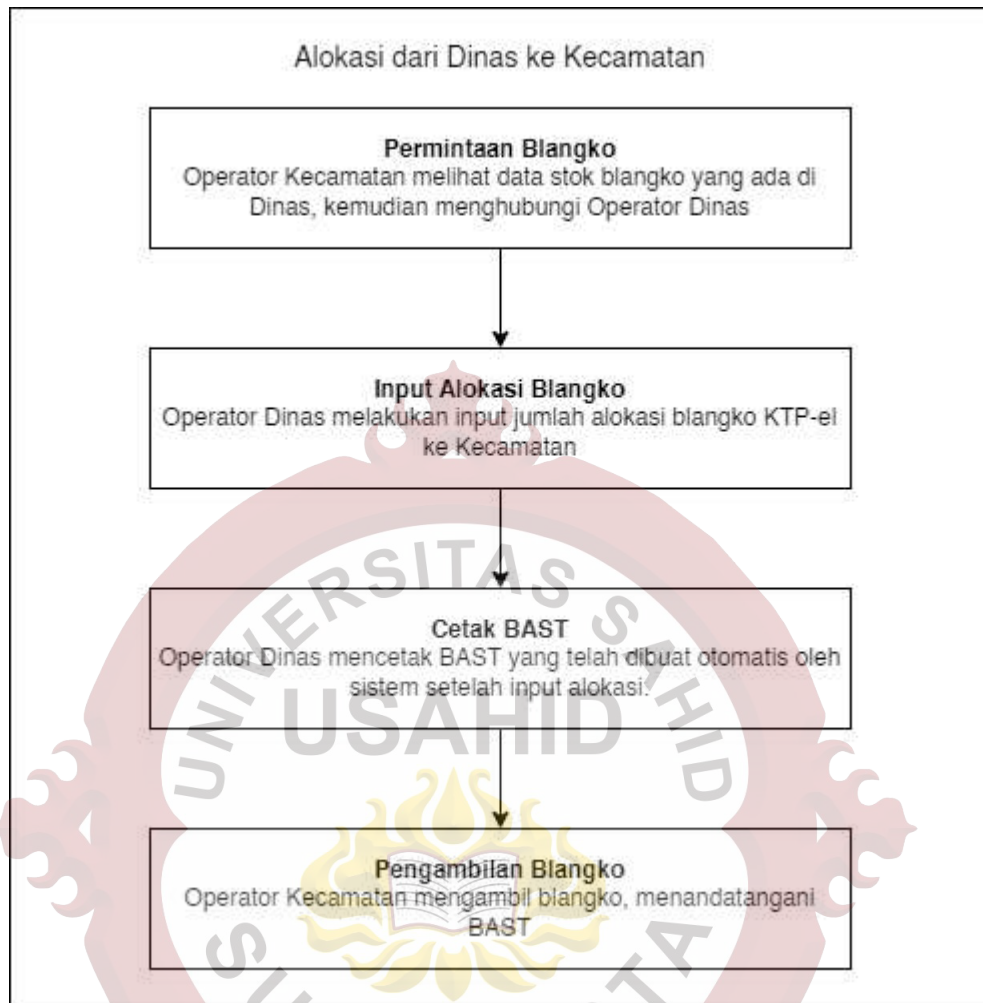 Alokasi dari Dinas ke Kecamatan
Permintaan Blangko
Operator Kecamatan melihat data stok blangko yang ada di
Dinas, kemudian menghubungi Operator Dinas
Input Alokasi Blangko
Operator Dinas melakukan input jumlah alokasi blangko KTP-el
ke Kecamatan
UNIVERSITAS SAHID
Cetak BAST
Operator Dinas mencetak BAST yang telah dibuat otomatis oleh
sistem setelah input alokasi.
USAHID
Pengambilan Blangko
Operator Kecamatan mengambil blangko, menandatangani
BAST